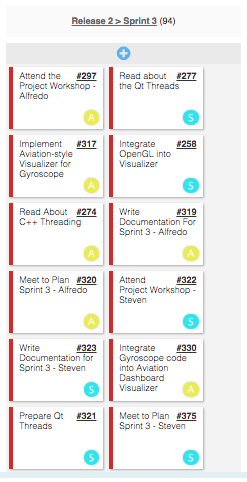 Release 2 > Sprint 3 (94)
Attend the #297
Project Workshop -
Alfredo
A
Read about #277
the Qt Threads
S
Implement #317
Aviation-style
Visualizer for
Gyroscope
A
Integrate #258
OpenGL into
Visualizer
S
Read About #274
C++ Threading
A
Write #319
Documentation For
Sprint 3 - Alfredo
A
Meet to Plan #320
Sprint 3 - Alfredo
A
Attend #322
Project Workshop -
Steven
S
Write #323
Documentation for
Sprint 3 - Steven
S
Integrate #330
Gyroscope code
into Aviation
Dashboard
Visualizer
A
Prepare Qt #321
Threads
S
Meet to Plan #375
Sprint 3 - Steven
S